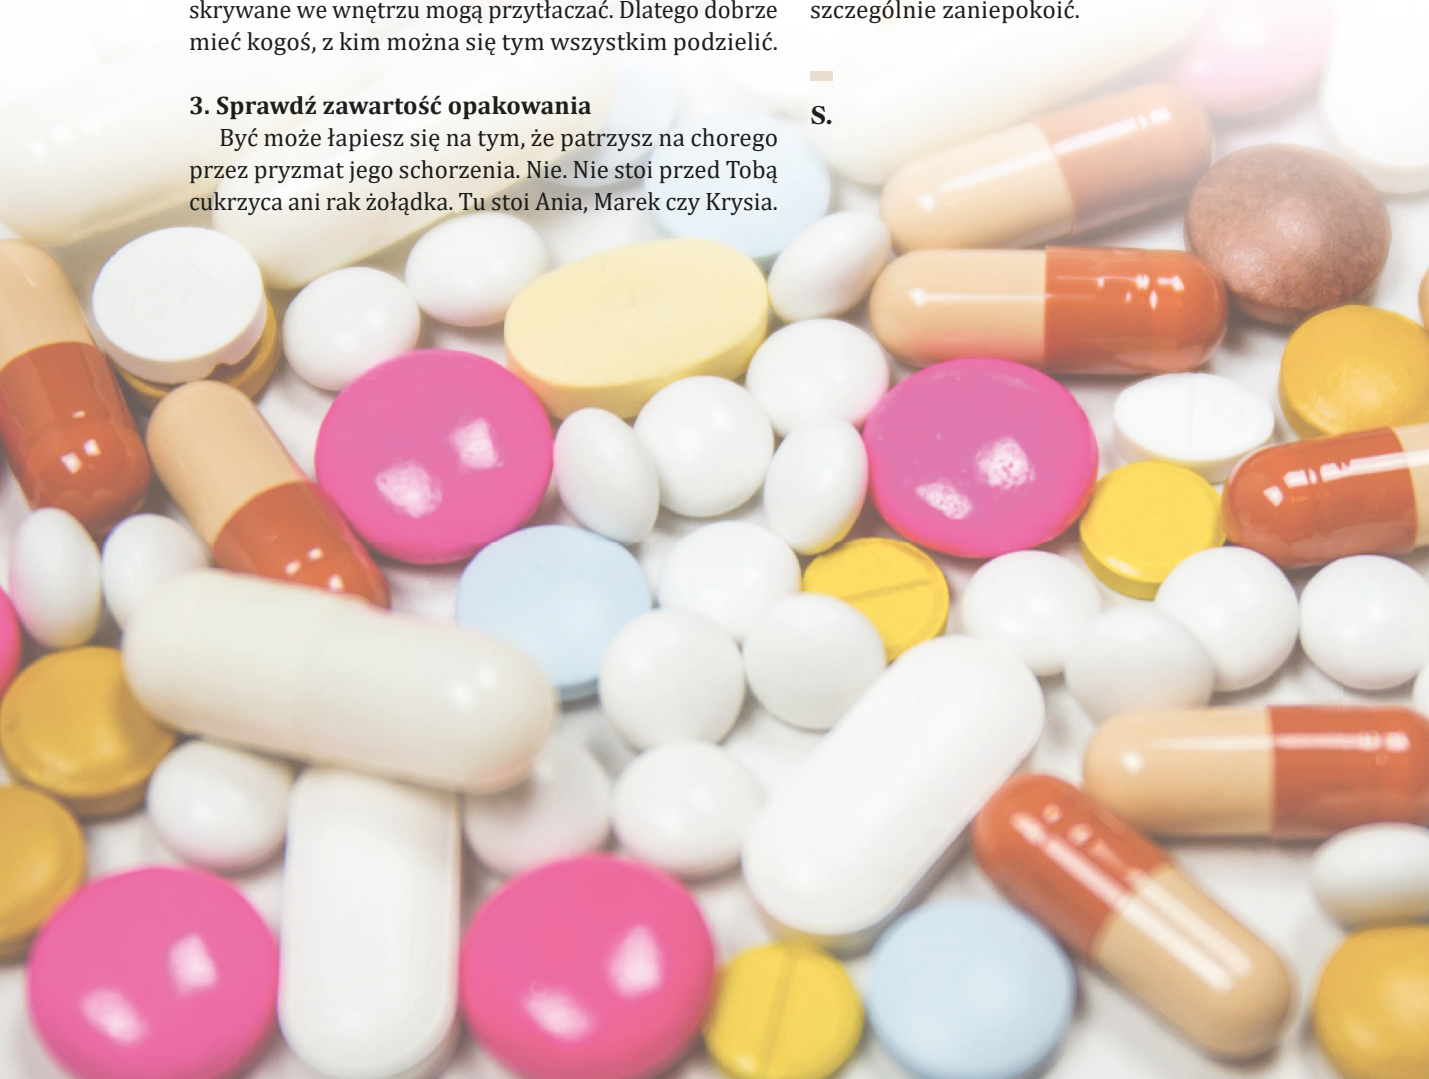 skrywane we wnętrzu mogą przytłaczać. Dlatego dobrze
mieć kogoś, z kim można się tym wszystkim podzielić.
3. Sprawdź zawartość opakowania
Być może łapiesz się na tym, że patrzysz na chorego
przez pryzmat jego schorzenia. Nie. Nie stoi przed Tobą
cukrzyca ani rak żołądka. Tu stoi Ania, Marek czy Krysia.
szczególnie zaniepokoić.
S.